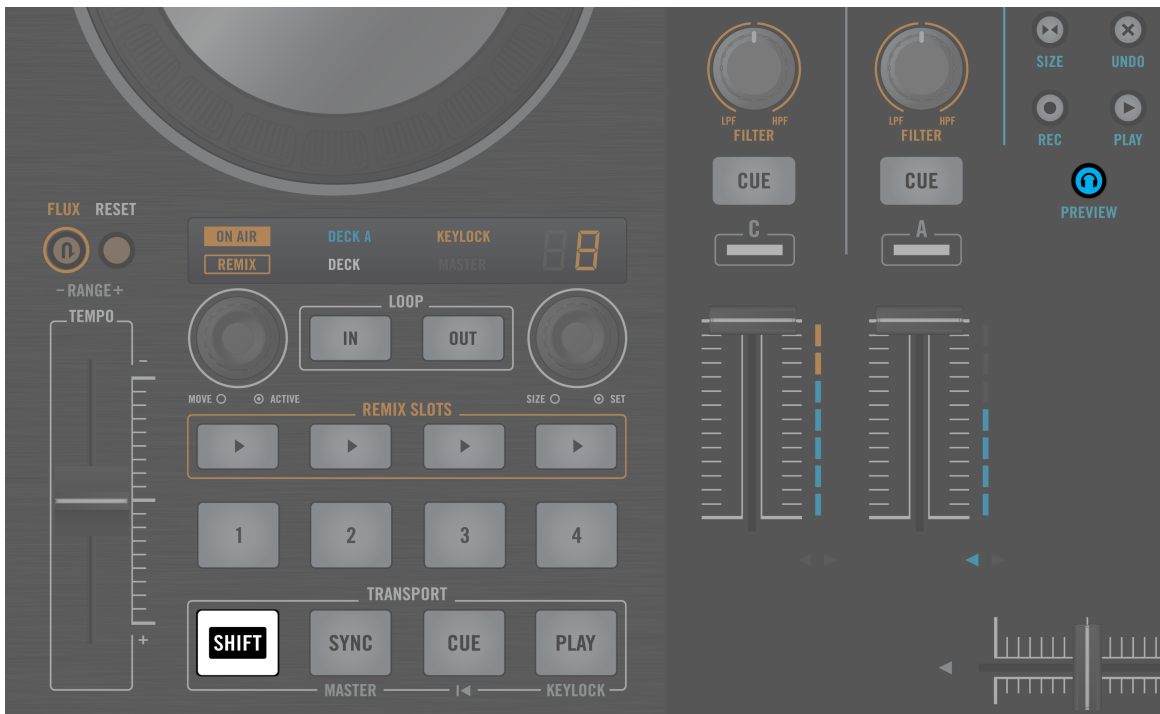 SIZE UNDO
LPF HPF LPF HPF
FILTER FILTER
REC PLAY
CUE CUE
PREVIEW
FLUX RESET
C A
ON AIR DECK A KEYLOCK
REMIX DECK MASTER 8
- RANGE +
TEMPO
LOOP
IN OUT
-
MOVE ACTIVE SIZE SET
REMIX SLOTS
1 2 3 4
TRANSPORT
+
SHIFT SYNC CUE PLAY
MASTER KEYLOCK